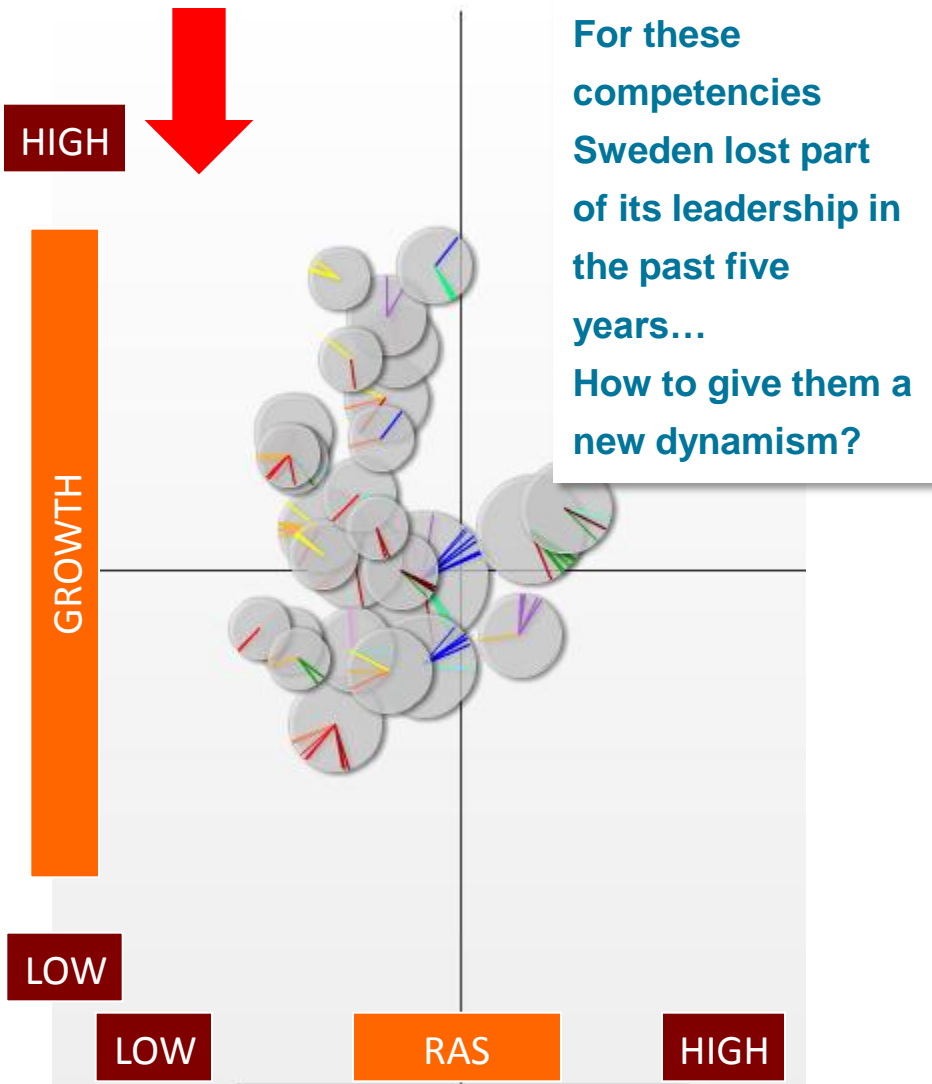 For these
competencies
Sweden lost part
of its leadership in
the past five
years…
How to give them a
new dynamism?
HIGH
GROWTH
LOW
LOW
RAS
HIGH